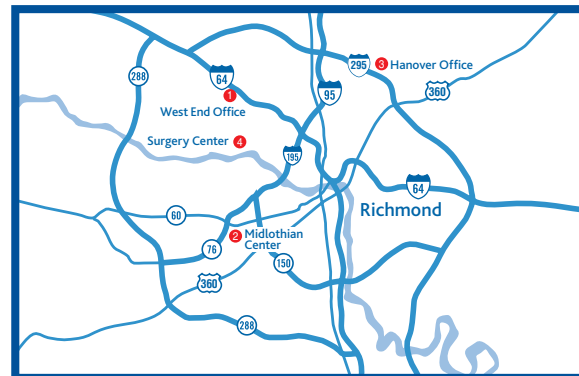 288
64
295
3 Hanover Office
360
95
1
West End Office
Surgery Center 4
195
64
Richmond
60
2 Midlothian
Center
76
150
360
288